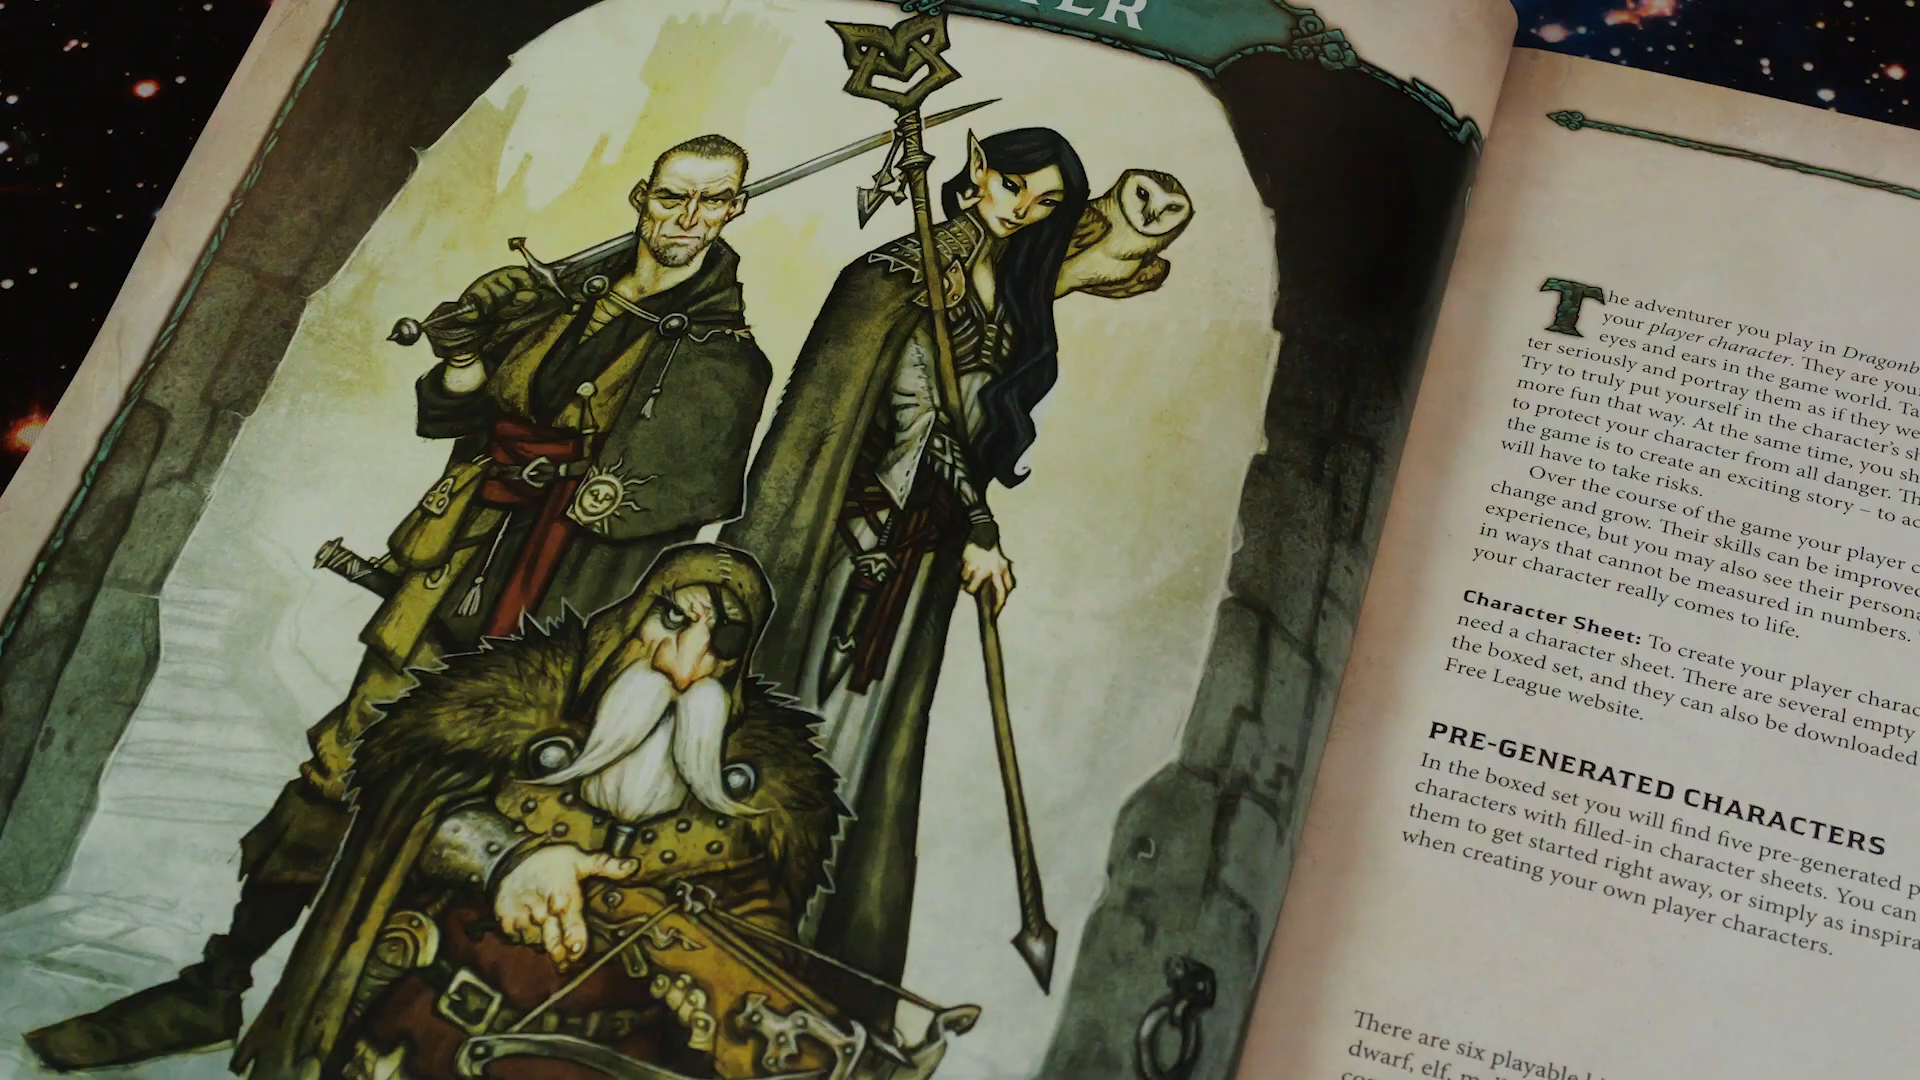 The adventurer you play in
your player character. They are
eyes and ears in the game world.
ter seriously and portray them as if they
Try to truly put yourself in the character's
more fun that way. At the same time, you
to protect your character from all danger.
the game is to create an exciting story – to
will have to take risks.
Over the course of the game your player
change and grow. Their skills can be improved
experience, but you may also see their
in ways that cannot be measured in numbers.
your character really comes to life.
Character Sheet: To create your player
need a character sheet. There are several empty
the boxed set, and they can also be downloaded
Free League website.
PRE-GENERATED CHARACTERS
In the boxed set you will find five pre-generated
characters with filled-in character sheets. You can
them to get started right away, or simply as
when creating your own player characters.
There are six playable
dwarf, elf,